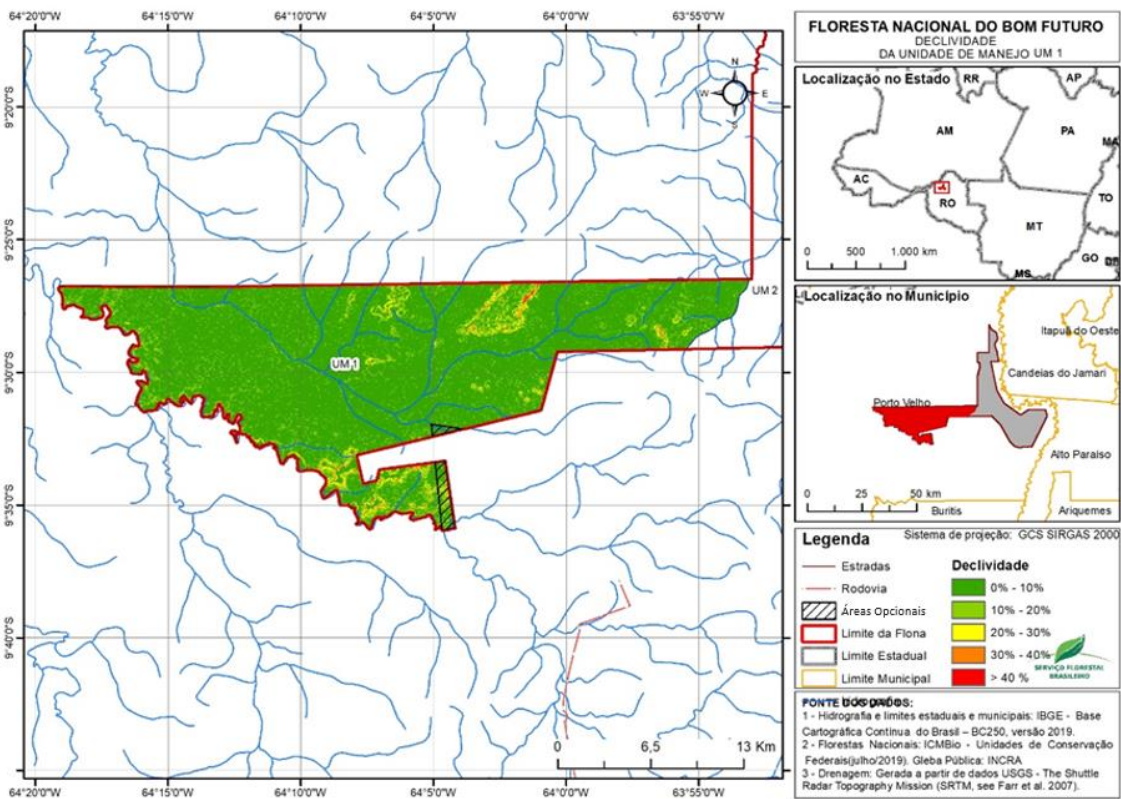 64°20'0"W 64°15'0"W 64°10'0"W 64°5'0"W 64°0'0"W 63°55'0"W
9°20'0"S
9°25'0"S
9°30'0"S
9°35'0"S
9°40'0"S
N
W E
S
UM 2
UM 1
0 6,5 13 Km
64°20'0"W 64°15'0"W 64°10'0"W 64°5'0"W 64°0'0"W 63°55'0"W
FLORESTA NACIONAL DO BOM FUTURO
DECLIVIDADE
DA UNIDADE DE MANEJO UM 1
Localização no Estado
RR AP
AM PA
MA
AC
TO
RO
MT
GO
MS
0 500 1.000 km
Localização no Município
Itapuã do Oeste
Candeias do Jamari
Porto Velho
Alto Paraíso
0 25 50 km
Buritis Ariquemes
Legenda Sistema de projeção: GCS SIRGAS 2000
Estradas Declividade
Rodovia 0% - 10%
Áreas Opcionais 10% - 20%
Limite da Flona 20% - 30%
Limite Estadual 30% - 40%
Limite Municipal > 40 %
SERVIÇO FLORESTAL
BRASILEIRO
FONTE DOS DADOS:
1 - Hidrografia e limites estaduais e municipais: IBGE - Base
Cartográfica Contínua do Brasil – BC250, versão 2019.
2 - Florestas Nacionais: ICMBio - Unidades de Conservação
Federais(julho/2019). Gleba Pública: INCRA
3 - Drenagem: Gerada a partir de dados USGS - The Shuttle
Radar Topography Mission (SRTM, see Farr et al. 2007).